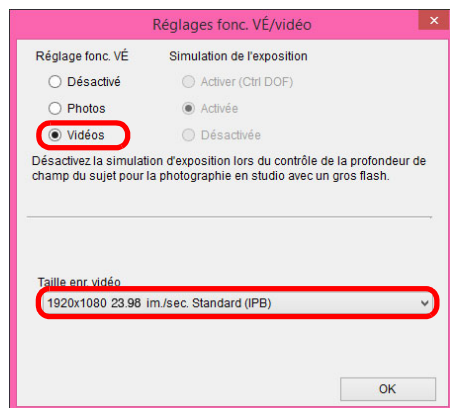 Réglages fonc. VÉ/vidéo
Réglage fonc. VÉ Simulation de l'exposition
Désactivé Activer (Ctrl DOF)
Photos Activée
Vidéos Désactivée
Désactivez la simulation d'exposition lors du contrôle de la profondeur de
champ du sujet pour la photographie en studio avec un gros flash.
Taille enr. vidéo
1920x1080 23.98 im./sec. Standard (IPB)
OK